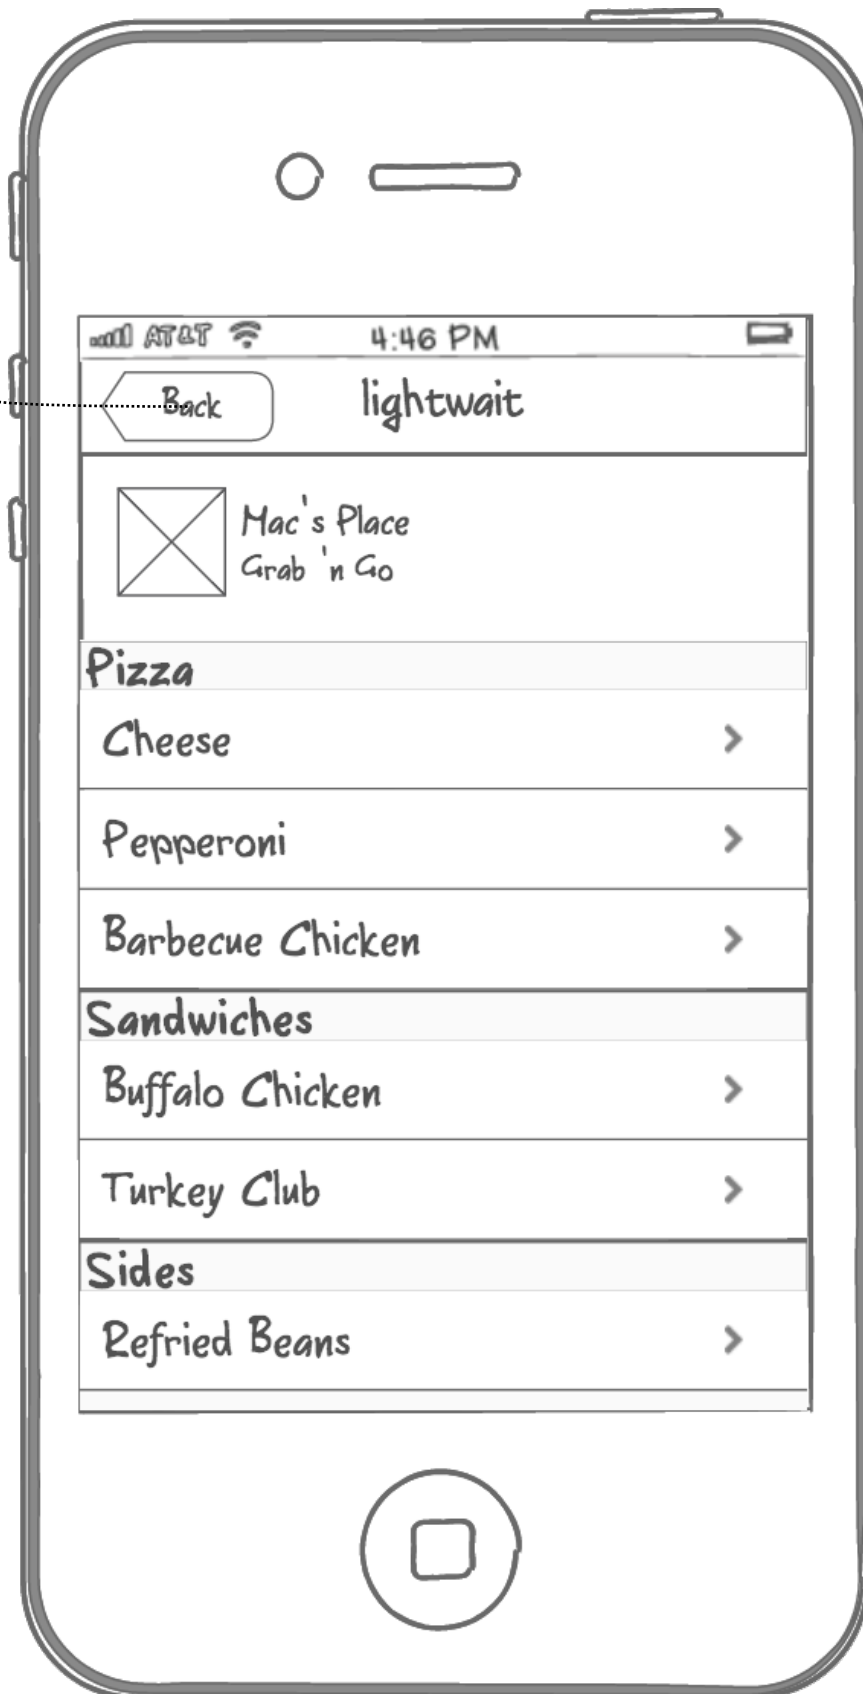 AT&T 4:46 PM
Back lightwait
Mac's Place
Grab 'n Go
Pizza
Cheese
Pepperoni
Barbecue Chicken
Sandwiches
Buffalo Chicken
Turkey Club
Sides
Refried Beans